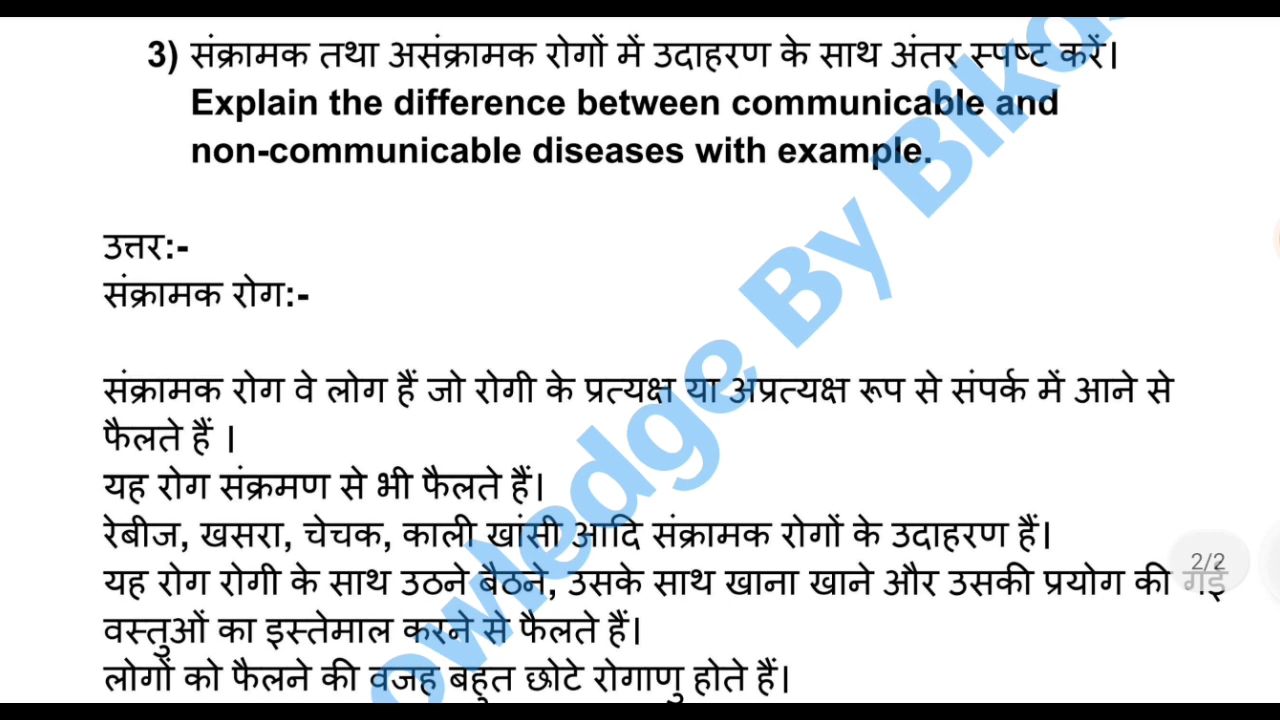 3) संक्रामक तथा असंक्रामक रोगों में उदाहरण के साथ अंतर स्पष्ट करें।
Explain the difference between communicable and
non-communicable diseases with example.
उत्तर:-
संक्रामक रोग:-
संक्रामक रोग वे लोग हैं जो रोगी के प्रत्यक्ष या अप्रत्यक्ष रूप से संपर्क में आने से
फैलते हैं ।
यह रोग संक्रमण से भी फैलते हैं।
रेबीज, खसरा, चेचक, काली खांसी आदि संक्रामक रोगों के उदाहरण हैं।
यह रोग रोगी के साथ उठने बैठने, उसके साथ खाना खाने और उसकी प्रयोग की गई
वस्तुओं का इस्तेमाल करने से फैलते हैं।
लोगों को फैलने की वजह बहुत छोटे रोगाणु होते हैं।
2/2
owledge By Bika